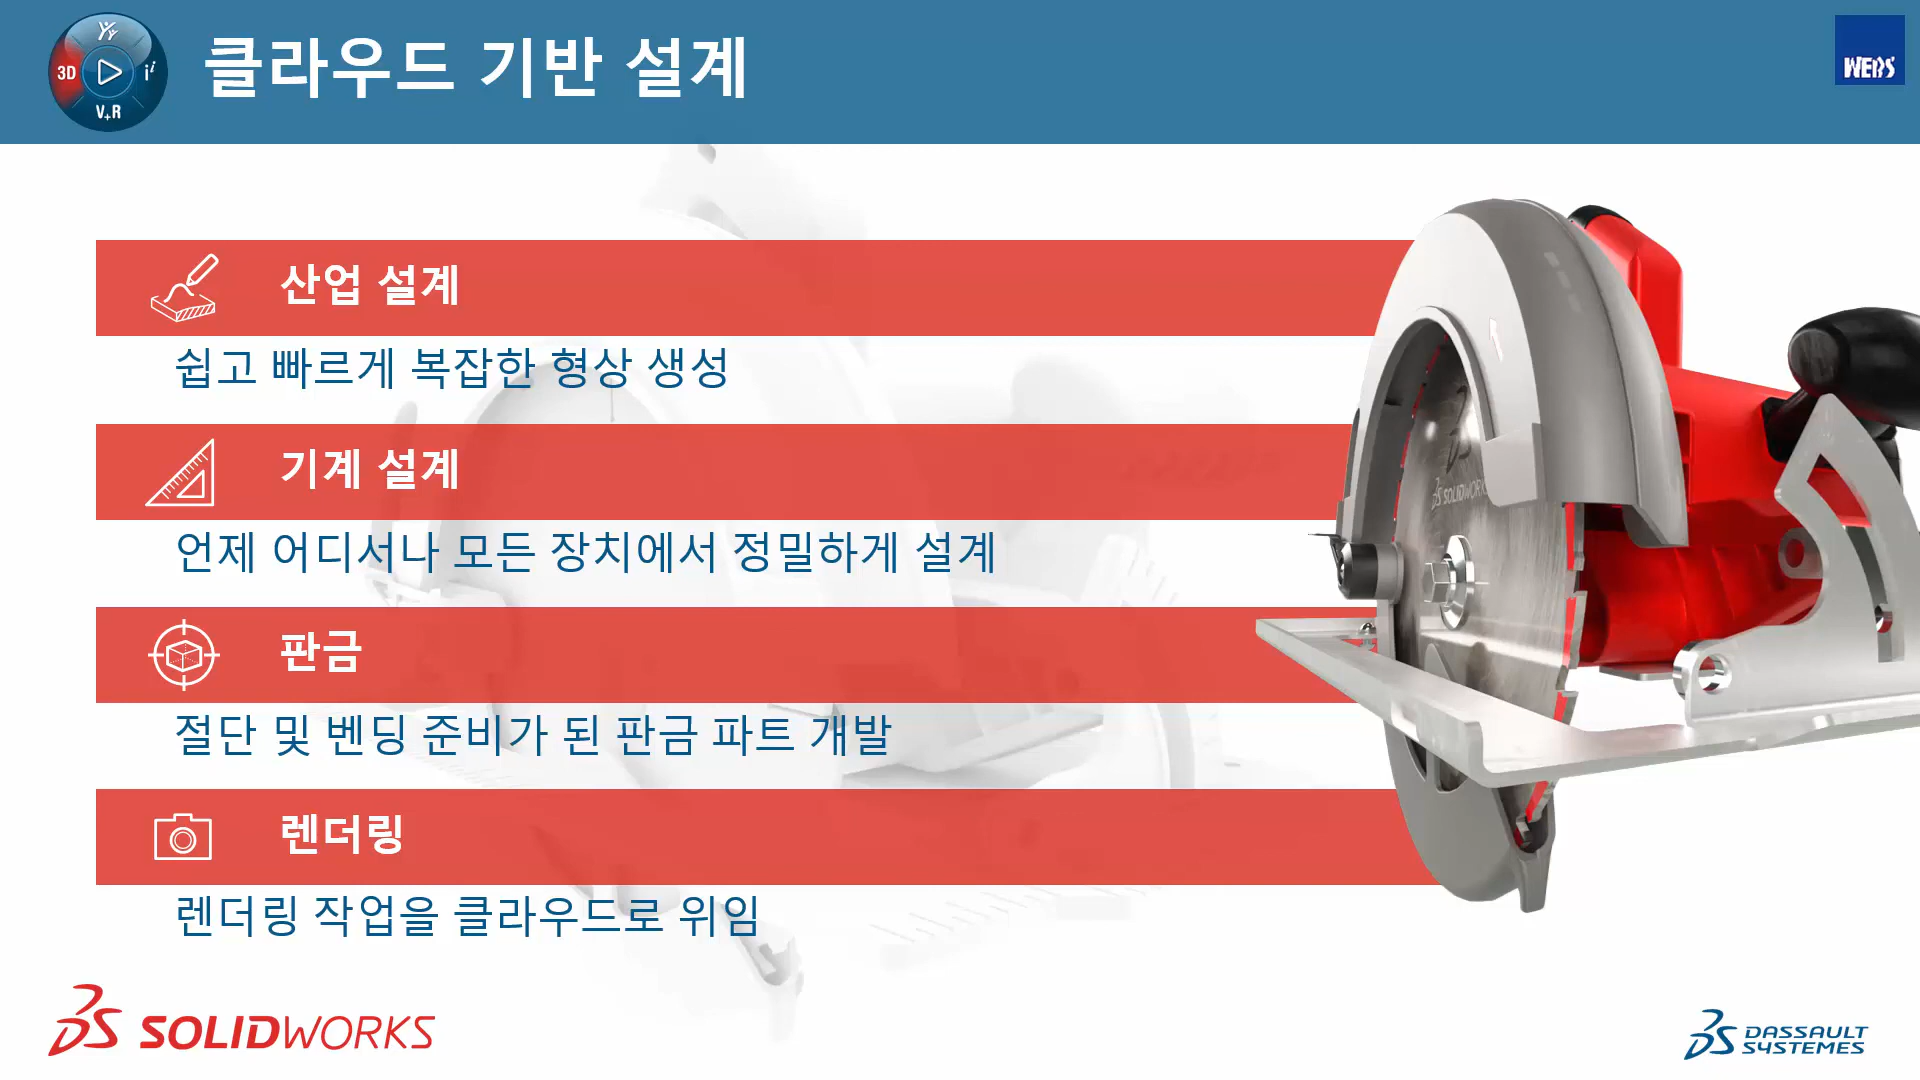 클라우드 기반 설계
3D
V+R
WEBS
산업 설계
쉽고 빠르게 복잡한 형상 생성
기계 설계
언제 어디서나 모든 장치에서 정밀하게 설계
SOLIDWORKS
판금
절단 및 벤딩 준비가 된 판금 파트 개발
렌더링
렌더링 작업을 클라우드로 위임
SOLIDWORKS
DASSAULT
SYSTEMES